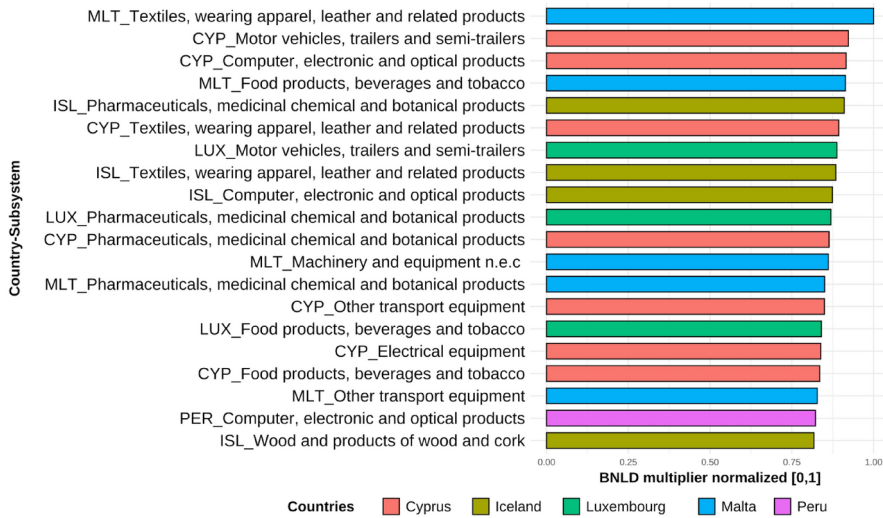 MLT_Textiles, wearing apparel, leather and related products
CYP_Motor vehicles, trailers and semi-trailers
CYP_Computer, electronic and optical products
MLT_Food products, beverages and tobacco
ISL_Pharmaceuticals, medicinal chemical and botanical products
CYP_Textiles, wearing apparel, leather and related products
LUX_Motor vehicles, trailers and semi-trailers
ISL_Textiles, wearing apparel, leather and related products
ISL_Computer, electronic and optical products
LUX_Pharmaceuticals, medicinal chemical and botanical products
CYP_Pharmaceuticals, medicinal chemical and botanical products
MLT_Machinery and equipment n.e.c
MLT_Pharmaceuticals, medicinal chemical and botanical products
CYP_Other transport equipment
LUX_Food products, beverages and tobacco
CYP_Electrical equipment
CYP_Food products, beverages and tobacco
MLT_Other transport equipment
PER_Computer, electronic and optical products
ISL_Wood and products of wood and cork
Country-Subsystem
0.00 0.25 0.50 0.75 1.00
BNLD multiplier normalized [0,1]
Countries Cyprus Iceland Luxembourg Malta Peru